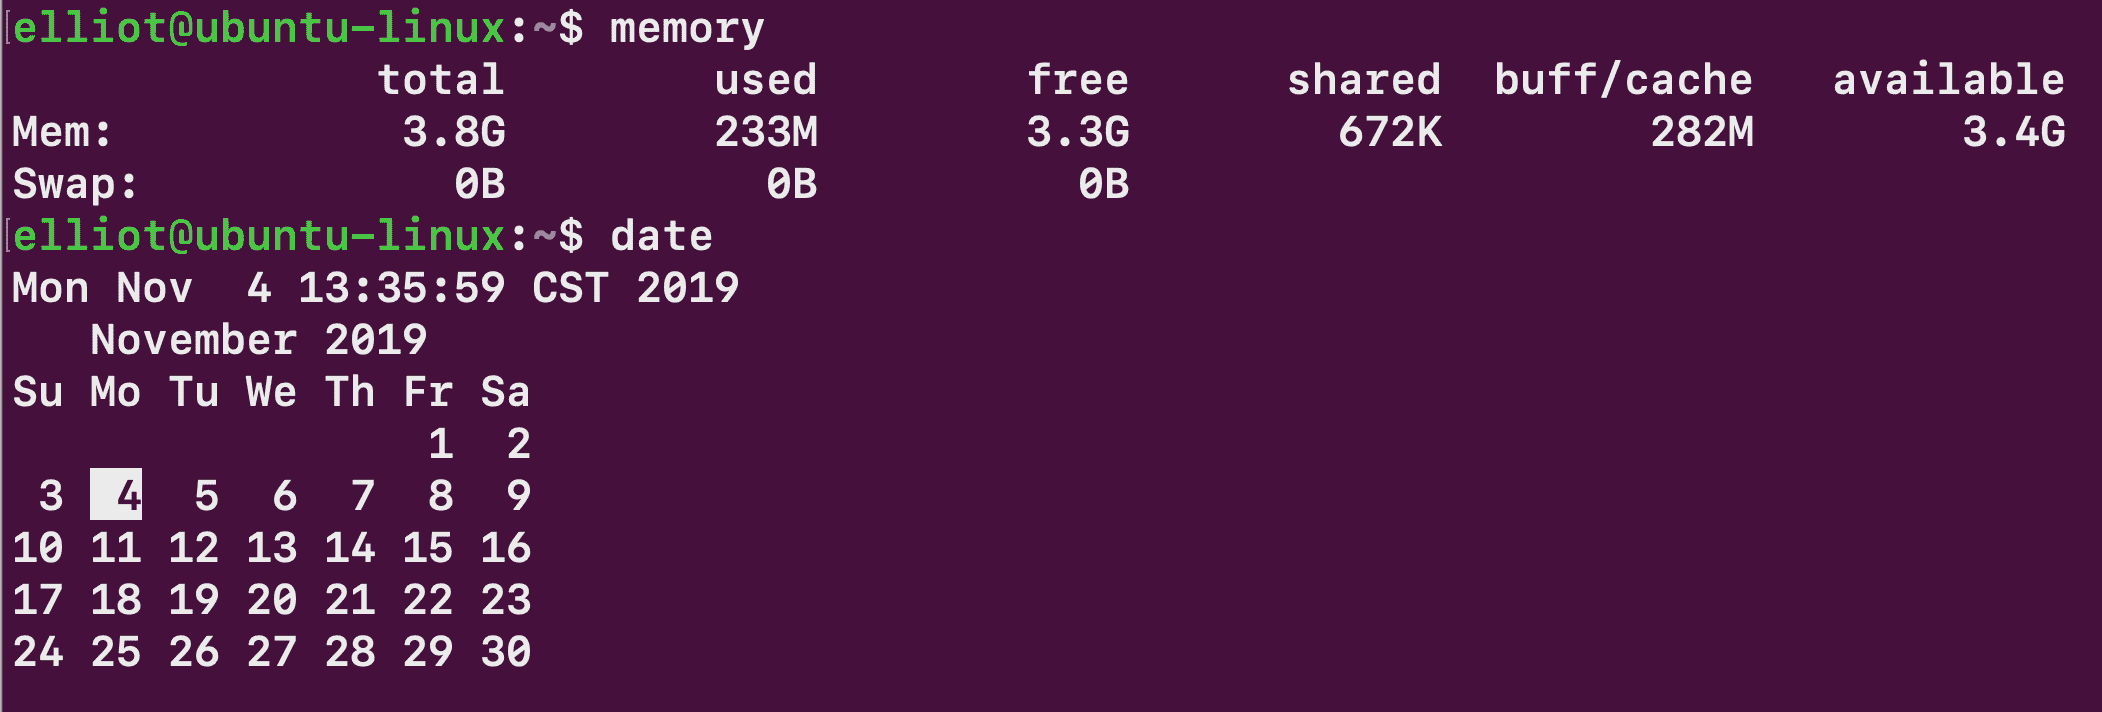 [elliot@ubuntu-linux:~$ memory
              total        used        free      shared  buff/cache   available
Mem:           3.8G        233M        3.3G        672K        282M        3.4G
Swap:            0B          0B          0B
[elliot@ubuntu-linux:~$ date
Mon Nov  4 13:35:59 CST 2019
   November 2019
Su Mo Tu We Th Fr Sa
                1  2
 3  4  5  6  7  8  9
10 11 12 13 14 15 16
17 18 19 20 21 22 23
24 25 26 27 28 29 30